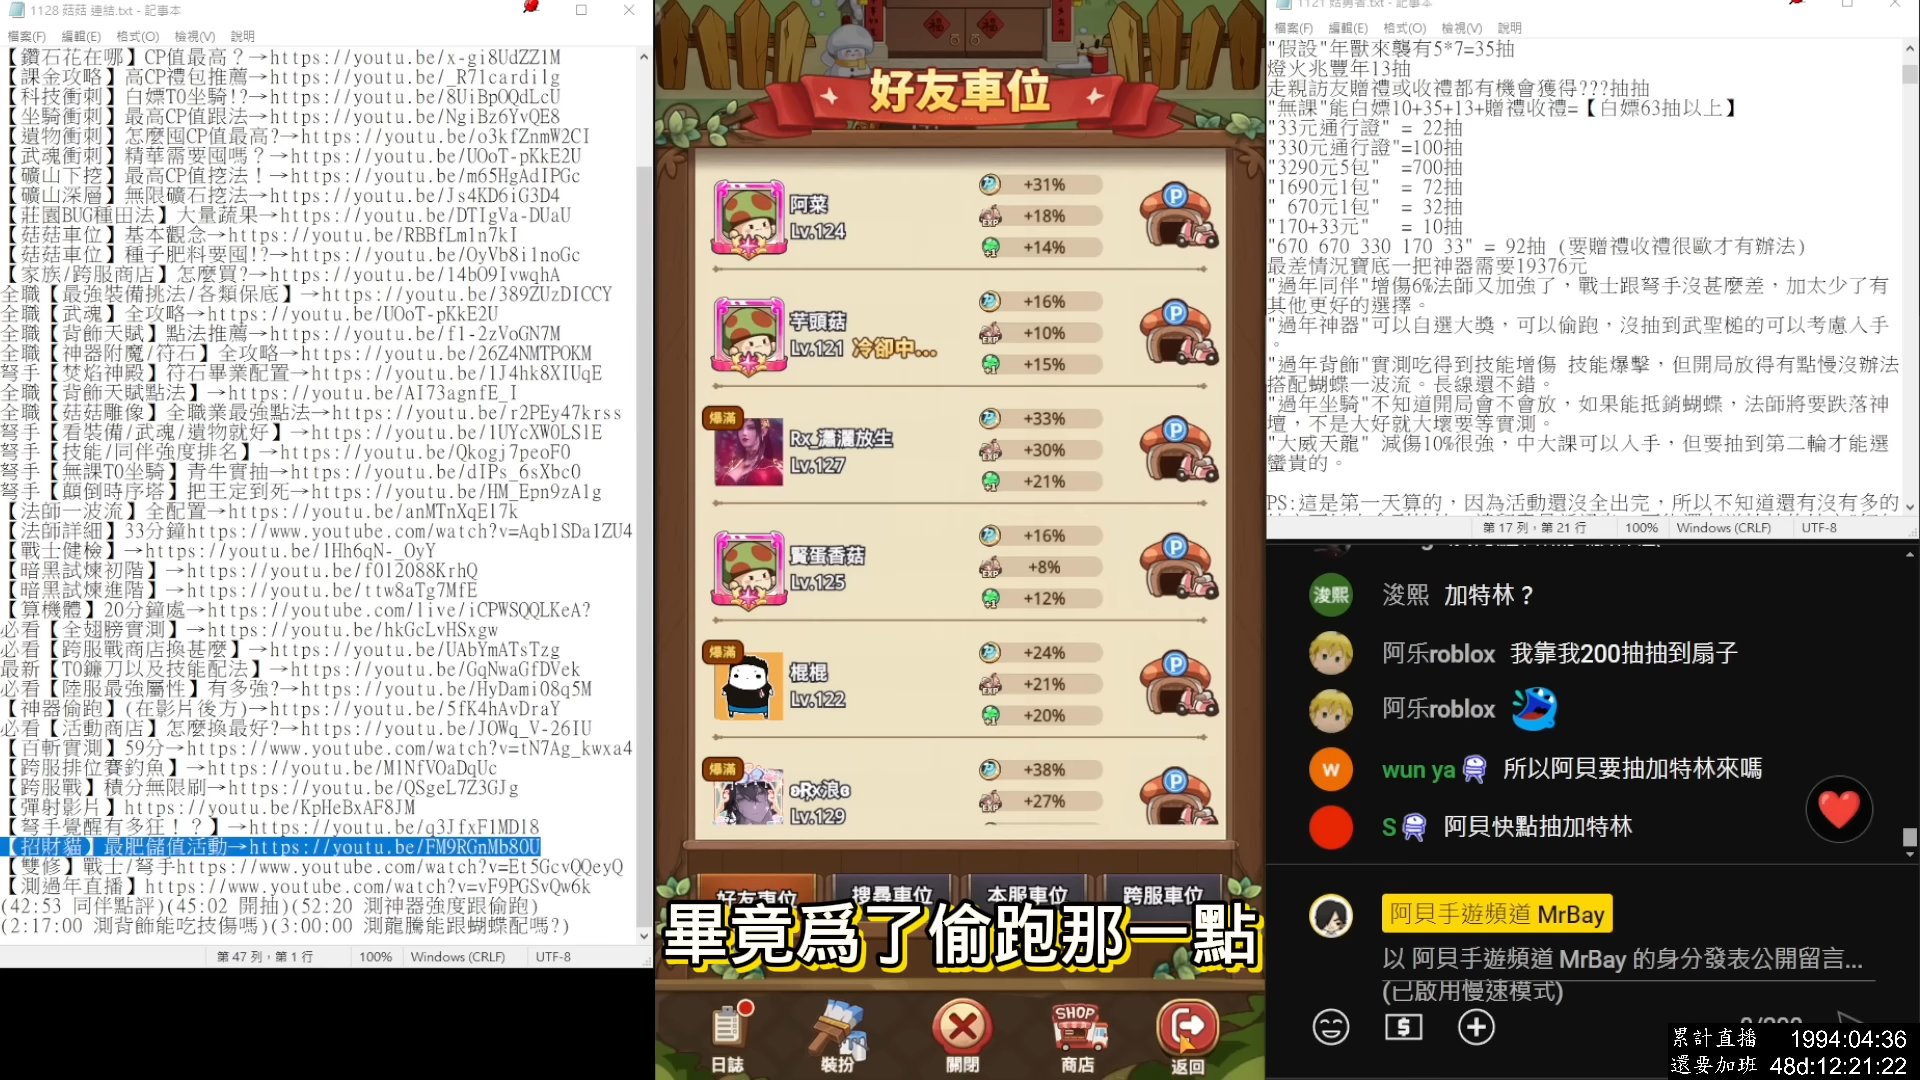 1128 菇菇 連結.txt - 記事本
檔案(F) 編輯(E) 格式(O) 檢視(V) 說明
【鑽石花在哪】CP值最高？→https://youtu.be/x-gi8UdZZ1M
【課金攻略】高CP禮包推薦→https://youtu.be/_R71cardi1g
【科技衝刺】白嫖T0坐騎!?→https://youtu.be/8UiBpOQdLcU
【坐騎衝刺】最高CP值跟法→https://youtu.be/NgiBz6YvQE8
【遺物衝刺】怎麼囤CP值最高?→https://youtu.be/o3kfZnmW2CI
【武魂衝刺】精華需要囤嗎？→https://youtu.be/UOoT-pKkE2U
【礦山下挖】最高CP值挖法！→https://youtu.be/m65HgAdIPGc
【礦山深層】無限礦石挖法→https://youtu.be/Js4KD6iG3D4
【莊園BUG種田法】大量蔬果→https://youtu.be/DTIgVa-DUaU
【菇菇車位】基本觀念→https://youtu.be/RBBfLm1n7kI
【菇菇車位】種子肥料要囤!?→https://youtu.be/OyVb8i1noGc
【家族/跨服商店】怎麼買?→https://youtu.be/14bO9IvwqhA
全職【最強裝備挑法/各類保底】→https://youtu.be/389ZUzDICCY
全職【武魂】全攻略→https://youtu.be/UOoT-pKkE2U
全職【背飾天賦】點法推薦→https://youtu.be/f1-2zVoGN7M
全職【神器附魔/符石】全攻略→https://youtu.be/26Z4NMTPOKM
弩手【焚焰神殿】符石畢業配置→https://youtu.be/1J4hk8XIUqE
全職【背飾天賦點法】→https://youtu.be/AI73agnfE_I
全職【菇菇雕像】全職業最強點法→https://youtu.be/r2PEy47krss
弩手【看裝備/武魂/遺物就好】→https://youtu.be/1UYcXW0LS1E
弩手【技能/同伴強度排名】→https://youtu.be/Qkogj7peoF0
弩手【無課T0坐騎】青牛實抽→https://youtu.be/dIPs_6sXbc0
弩手【顛倒時序塔】把王定到死→https://youtu.be/HM_Epn9zA1g
【法師一波流】全配置→https://youtu.be/anMTnXqE17k
【法師詳細】33分鐘https://www.youtube.com/watch?v=Aqb1SDa1ZU4
【戰士健檢】→https://youtu.be/1Hh6qN-_OyY
【暗黑試煉初階】→https://youtu.be/f012088KrhQ
【暗黑試煉進階】→https://youtu.be/ttw8aTg7MfE
【算機體】20分鐘處→https://youtube.com/live/iCPWSQQLKeA?
必看【全翅膀實測】→https://youtu.be/hkGcLvHSxgw
必看【跨服戰商店換甚麼】→https://youtu.be/UAbYmATsTzg
最新【T0鐮刀以及技能配法】→https://youtu.be/GqNwaGfDVek
必看【陸服最強屬性】有多強?→https://youtu.be/HyDami08q5M
【神器偷跑】(在影片後方)→https://youtu.be/5fK4hAvDraY
必看【活動商店】怎麼換最好?→https://youtu.be/JOWq_V-26IU
【百斬實測】59分→https://www.youtube.com/watch?v=tN7Ag_kwxa4
【跨服排位賽釣魚】→https://youtu.be/M1NfVOaDqUc
【跨服戰】積分無限刷→https://youtu.be/QSgeL7Z3GJg
【彈射影片】https://youtu.be/KpHeBxAF8JM
【弩手覺醒有多狂！？】→https://youtu.be/q3JfxF1MD18
【招財貓】最肥儲值活動→https://youtu.be/FM9RGnMb80U
【雙修】戰士/弩手https://www.youtube.com/watch?v=Et5GcvQQeyQ
【測過年直播】https://www.youtube.com/watch?v=vF9PGSvQw6k
(42:53 同伴點評)(45:02 開抽)(52:20 測神器強度跟偷跑)
(2:17:00 測背飾能吃技傷嗎)(3:00:00 測龍騰能跟蝴蝶配嗎?)
第 47 列，第 1 行 100% Windows (CRLF) UTF-8
好友車位
阿菜
Lv.124
+31%
+18%
+14%
芋頭菇
Lv.121 冷卻中...
+16%
+10%
+15%
爆滿
Rx_瀟灑放生
Lv.127
+33%
+30%
+21%
賢蛋香菇
Lv.125
+16%
+8%
+12%
爆滿
棍棍
Lv.122
+24%
+21%
+20%
爆滿
Lv.129
+38%
+27%
好友車位 搜尋車位 本服車位 跨服車位
畢竟為了偷跑那一點
日誌 裝扮 關閉 商店 返回
SHOP
1121 菇勇者.txt - 記事本
檔案(F) 編輯(E) 格式(O) 檢視(V) 說明
"假設"年獸來襲有5*7=35抽
燈火兆豐年13抽
走親訪友贈禮或收禮都有機會獲得???抽抽
"無課"能白嫖10+35+13+贈禮收禮=【白嫖63抽以上】
"33元通行證" = 22抽
"330元通行證"=100抽
"3290元5包" =700抽
"1690元1包" = 72抽
" 670元1包" = 32抽
"170+33元" = 10抽
"670 670 330 170 33" = 92抽 (要贈禮收禮很歐才有辦法)
最差情況寶底一把神器需要19376元
"過年同伴"增傷6%法師又加強了，戰士跟弩手沒甚麼差，加太少了有
其他更好的選擇。
"過年神器"可以自選大獎，可以偷跑，沒抽到武聖槌的可以考慮入手
。
"過年背飾"實測吃得到技能增傷 技能爆擊，但開局放得有點慢沒辦法
搭配蝴蝶一波流。長線還不錯。
"過年坐騎"不知道開局會不會放，如果能抵銷蝴蝶，法師將要跌落神
壇，不是大好就大壞要等實測。
"大威天龍" 減傷10%很強，中大課可以入手，但要抽到第二輪才能選
蠻貴的。
PS:這是第一天算的，因為活動還沒全出完，所以不知道還有沒有多的
第 17 列，第 21 行 100% Windows (CRLF) UTF-8
浚熙 浚熙 加特林？
阿乐roblox 我靠我200抽抽到扇子
阿乐roblox
W wun ya 所以阿貝要抽加特林來嗎
S 阿貝快點抽加特林
阿貝手遊頻道 MrBay
以 阿貝手遊頻道 MrBay 的身分發表公開留言...
(已啟用慢速模式)
累計直播 1994:04:36
還要加班 48d:12:21:22